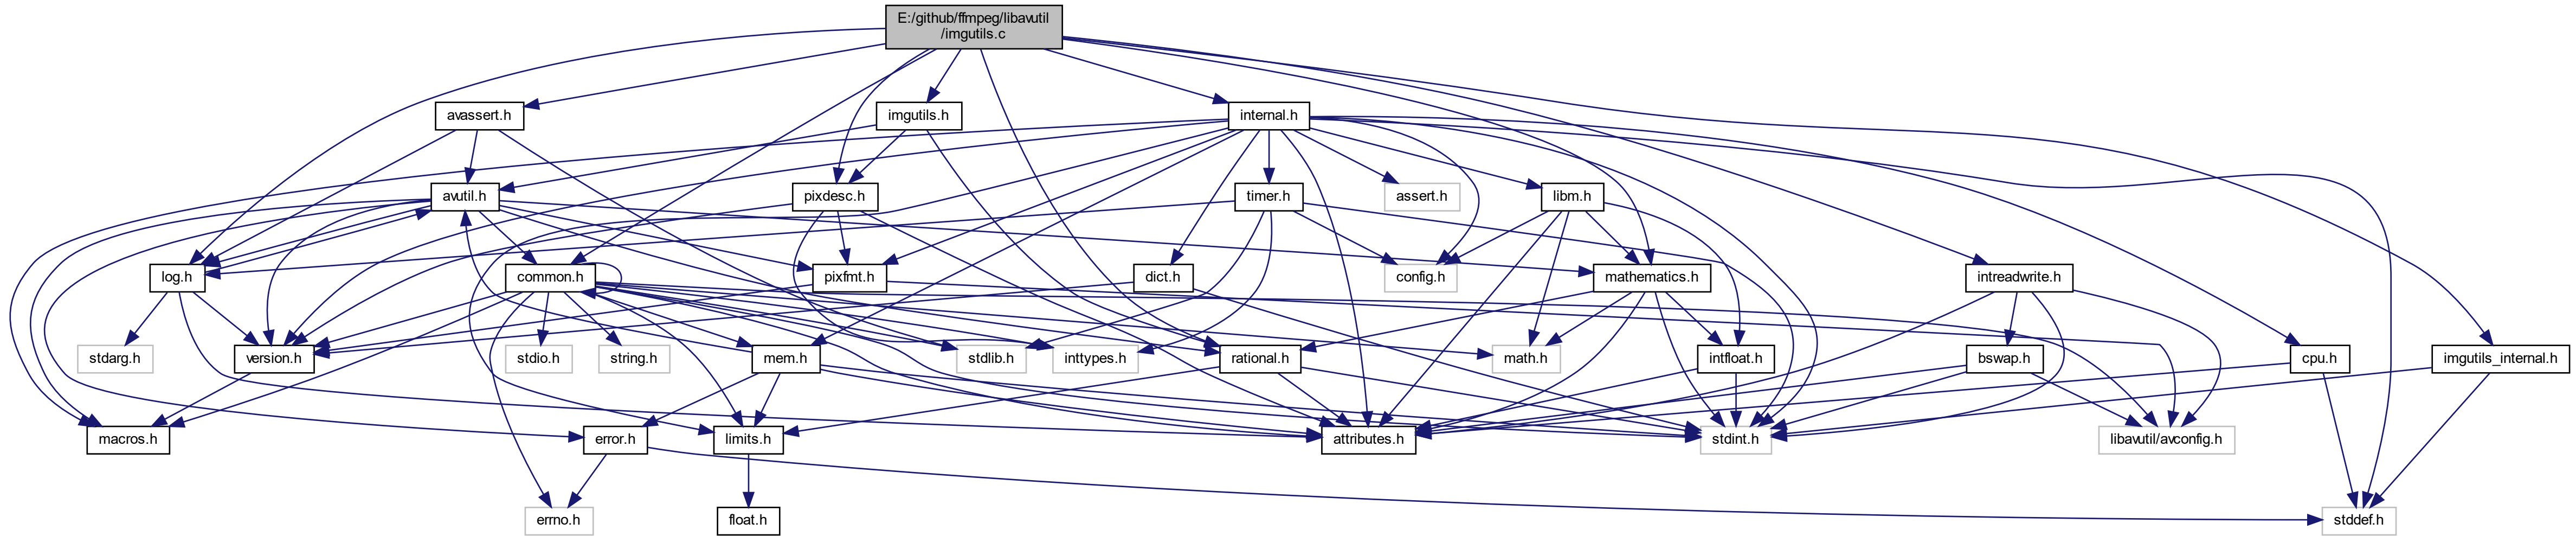 E:/github/ffmpeg/libavutil
/imgutils.c
avassert.h
imgutils.h
internal.h
avutil.h
pixdesc.h
timer.h
assert.h
libm.h
log.h
common.h
pixfmt.h
dict.h
config.h
mathematics.h
intreadwrite.h
stdarg.h
version.h
stdio.h
string.h
mem.h
stdlib.h
inttypes.h
rational.h
math.h
intfloat.h
bswap.h
cpu.h
imgutils_internal.h
macros.h
error.h
limits.h
attributes.h
stdint.h
libavutil/avconfig.h
errno.h
float.h
stddef.h